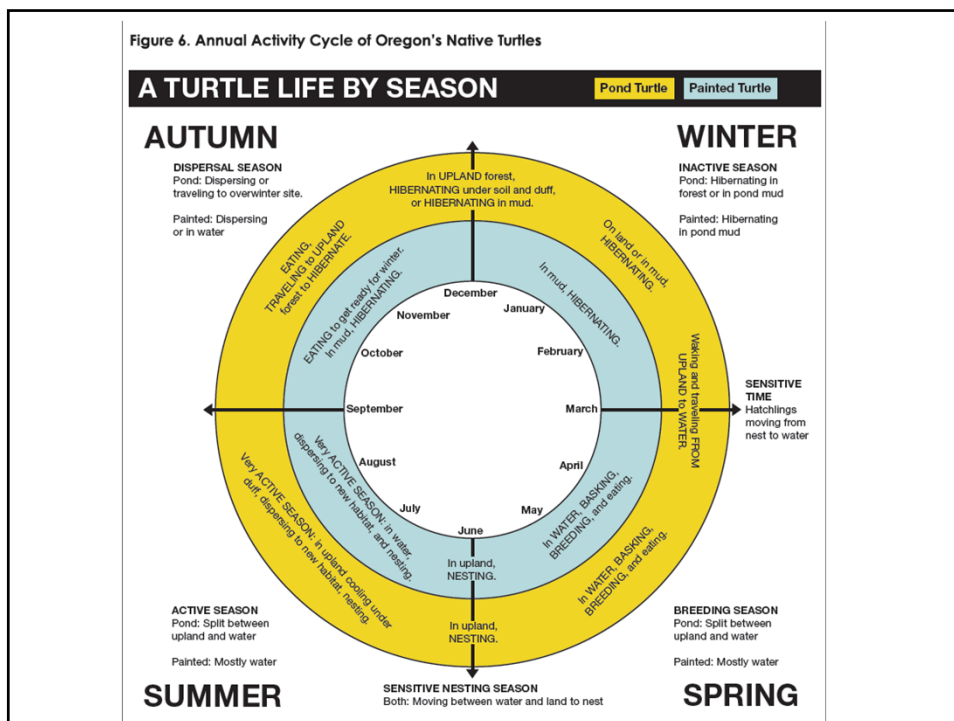 Figure 6. Annual Activity Cycle of Oregon's Native Turtles
A TURTLE LIFE BY SEASON
Pond Turtle
Painted Turtle
AUTUMN
DISPERSAL SEASON
Pond: Dispersing or
traveling to overwinter site.
Painted: Dispersing
or in water
WINTER
INACTIVE SEASON
Pond: Hibernating in
forest or in pond mud
Painted: Hibernating
in pond mud
In UPLAND forest,
HIBERNATING under soil and duff,
or HIBERNATING in mud.
On land or in mud,
HIBERNATING.
EATING,
TRAVELING to UPLAND
forest to HIBERNATE.
EATING to get ready for winter.
In mud, HIBERNATING.
In mud, HIBERNATING.
December
January
February
March
April
May
June
July
August
September
October
November
Waking and traveling FROM
UPLAND to WATER.
SENSITIVE
TIME
Hatchlings
moving from
nest to water
Very ACTIVE SEASON: in water,
dispersing to new habitat, and nesting.
In WATER, BASKING,
BREEDING, and eating.
Very ACTIVE SEASON: in upland cooling under
duff, dispersing to new habitat, nesting.
In WATER, BASKING,
BREEDING, and eating.
In upland,
NESTING.
In upland,
NESTING.
ACTIVE SEASON
Pond: Split between
upland and water
Painted: Mostly water
SUMMER
SENSITIVE NESTING SEASON
Both: Moving between water and land to nest
BREEDING SEASON
Pond: Split between
upland and water
Painted: Mostly water
SPRING